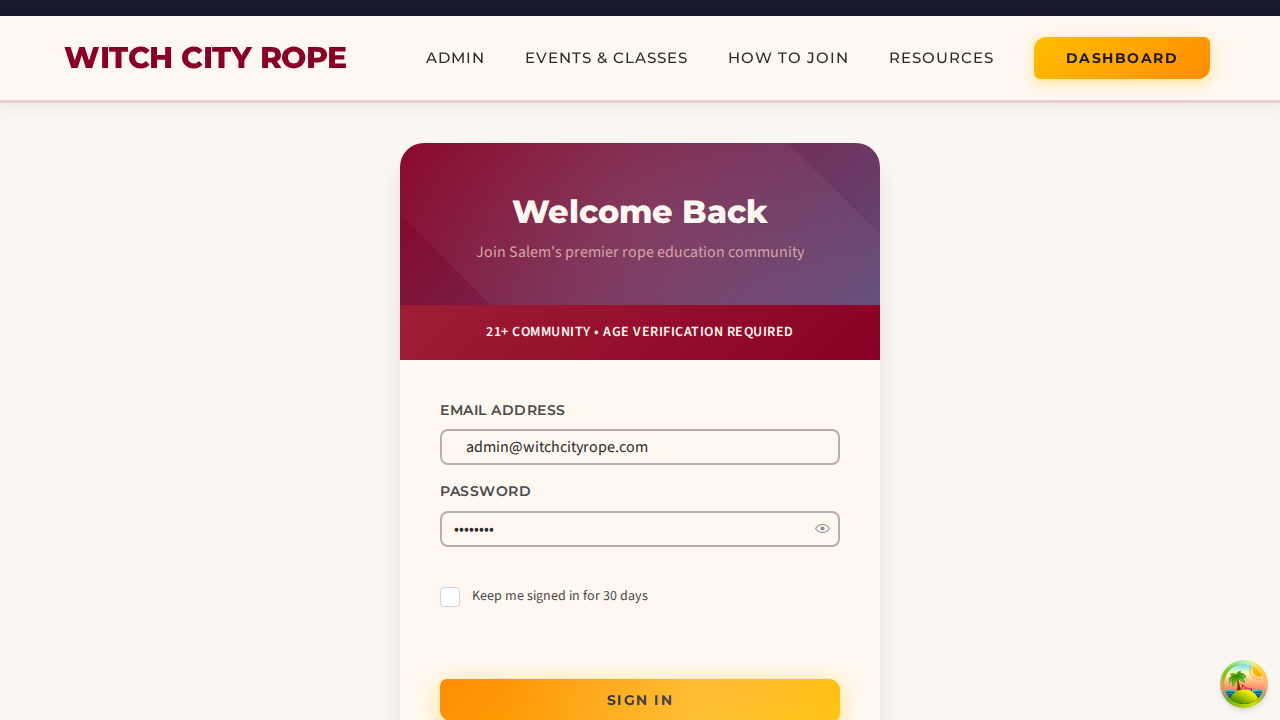 WITCH CITY ROPE
ADMIN EVENTS & CLASSES HOW TO JOIN RESOURCES DASHBOARD
Welcome Back
Join Salem's premier rope education community
21+ COMMUNITY • AGE VERIFICATION REQUIRED
EMAIL ADDRESS
admin@witchcityrope.com
PASSWORD
••••••••
Keep me signed in for 30 days
SIGN IN